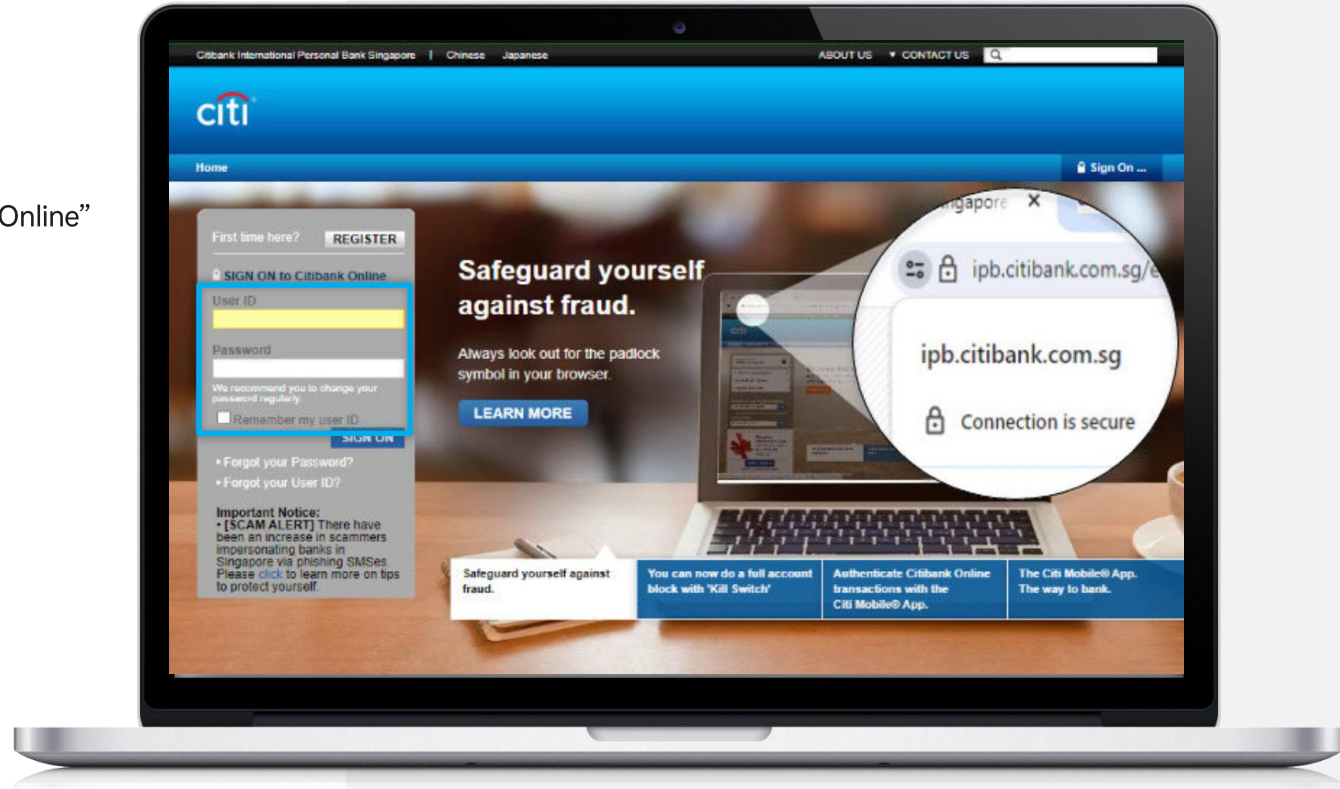 Online”
Citibank International Personal Bank Singapore | Chinese Japanese
ABOUT US ▼ CONTACT US
citi
Home
Sign On ...
First time here? REGISTER
SIGN ON to Citibank Online
User ID
Password
We recommend you to change your
password regularly.
Remember my user ID
SIGN ON
Forgot your Password?
Forgot your User ID?
Important Notice:
• [SCAM ALERT] There have
been an increase in scammers
impersonating banks in
Singapore via phishing SMSes.
Please click to learn more on tips
to protect yourself.
Safeguard yourself
against fraud.
Always look out for the padlock
symbol in your browser.
LEARN MORE
ngapore X
ipb.citibank.com.sg/e
ipb.citibank.com.sg
Connection is secure
citi
Safeguard yourself against
fraud.
You can now do a full account
block with 'Kill Switch'
Authenticate Citibank Online
transactions with the
Citi Mobile® App.
The Citi Mobile® App.
The way to bank.